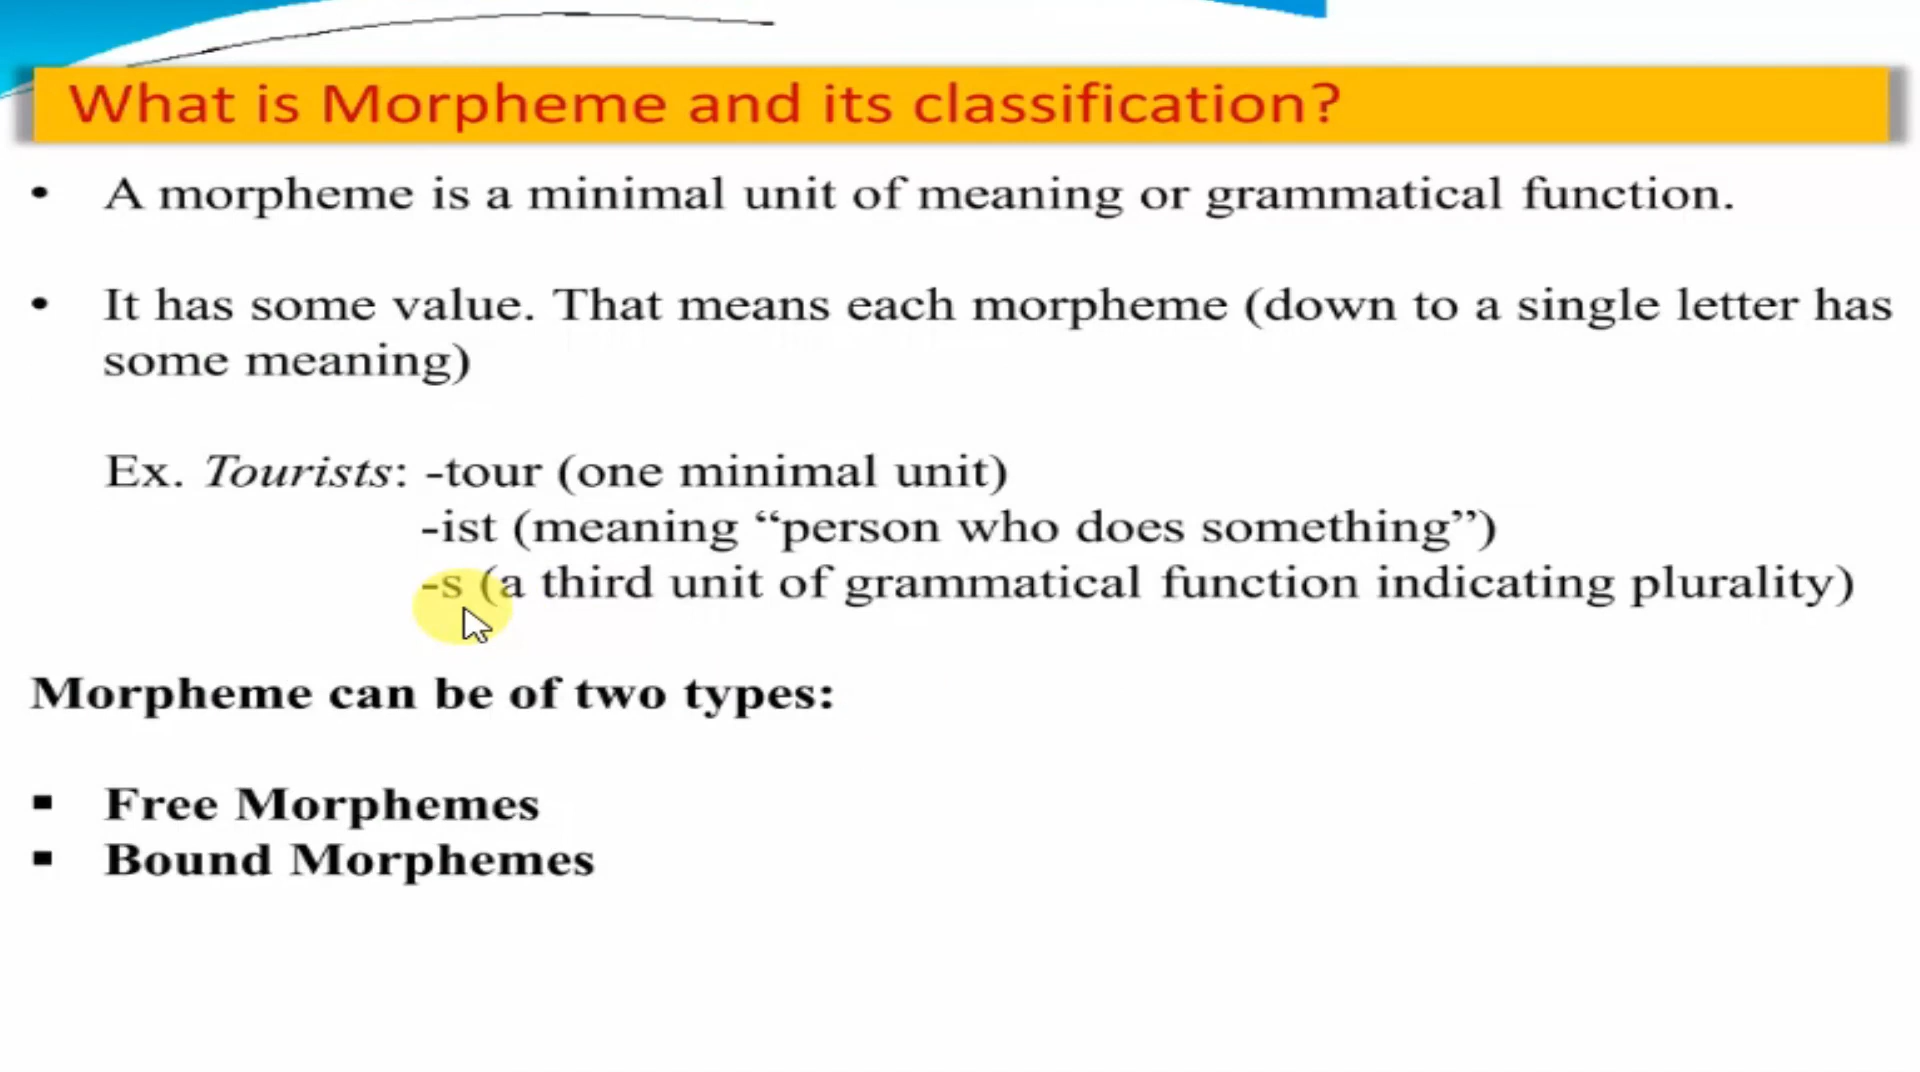 What is Morpheme and its classification?
• A morpheme is a minimal unit of meaning or grammatical function.
• It has some value. That means each morpheme (down to a single letter has
some meaning)
Ex. Tourists: -tour (one minimal unit)
-ist (meaning “person who does something”)
-s (a third unit of grammatical function indicating plurality)
Morpheme can be of two types:
▪ Free Morphemes
▪ Bound Morphemes